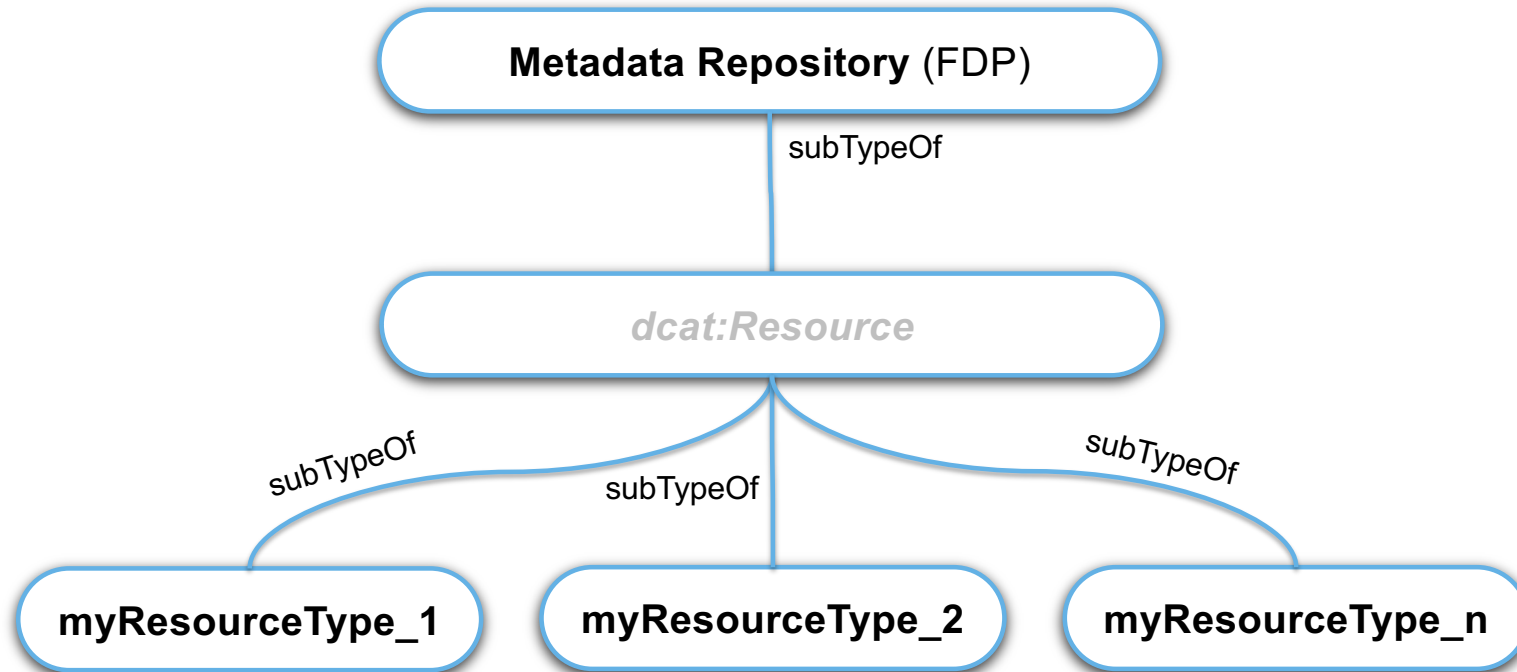 Metadata Repository (FDP)
subTypeOf
dcat:Resource
subTypeOf
subTypeOf
subTypeOf
myResourceType_1
myResourceType_2
myResourceType_n